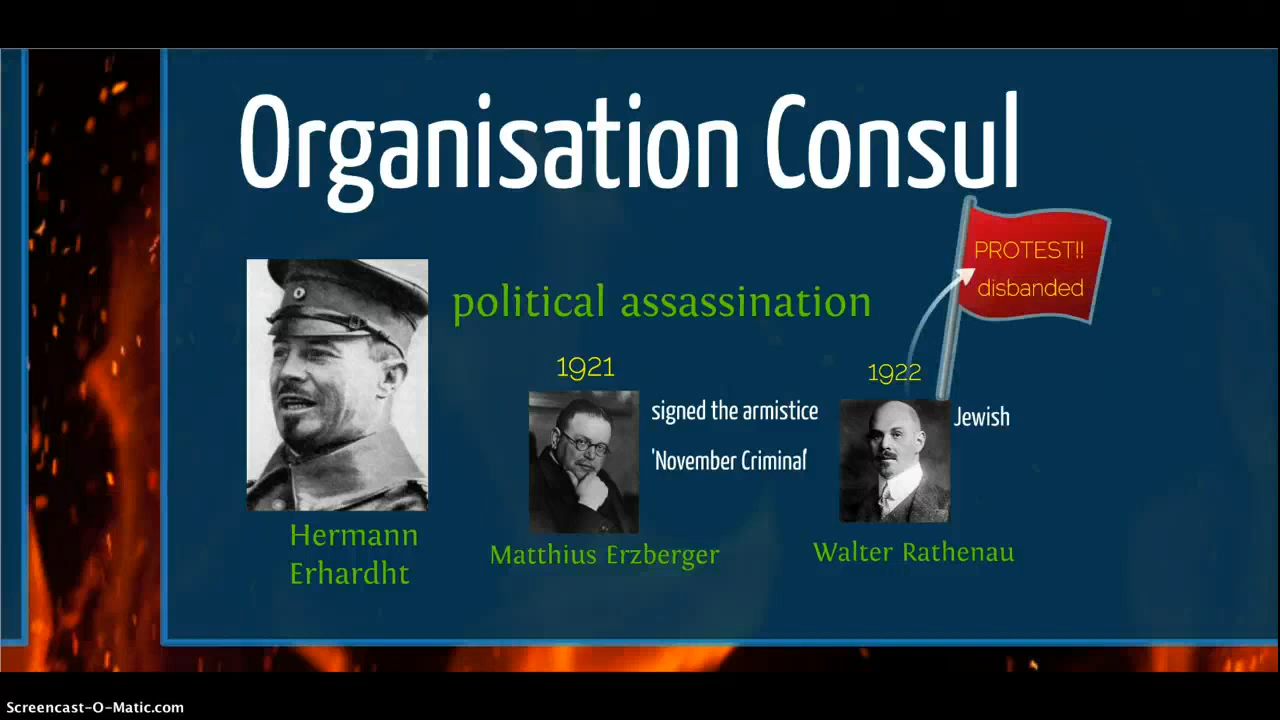 Organisation Consul
PROTEST!!
disbanded
political assassination
1921
1922
signed the armistice
'November Criminal'
Jewish
Hermann
Erhardht
Matthius Erzberger
Walter Rathenau
Screencast-O-Matic.com